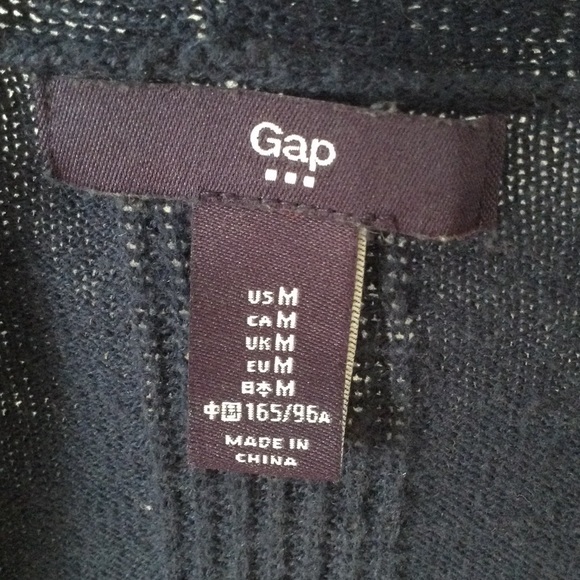 Gap
US M
CA M
UK M
EU M
日本 M
中国 165/96A
MADE IN
CHINA